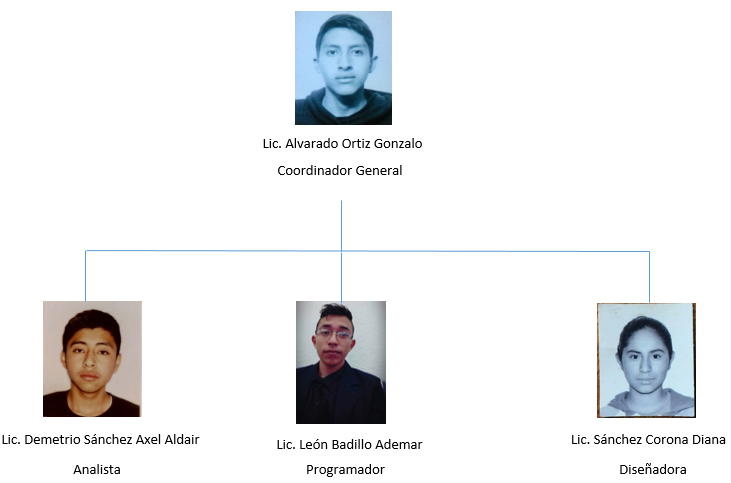 Lic. Alvarado Ortiz Gonzalo
Coordinador General
Lic. Demetrio Sánchez Axel Aldair
Analista
Lic. León Badillo Ademar
Programador
Lic. Sánchez Corona Diana
Diseñadora